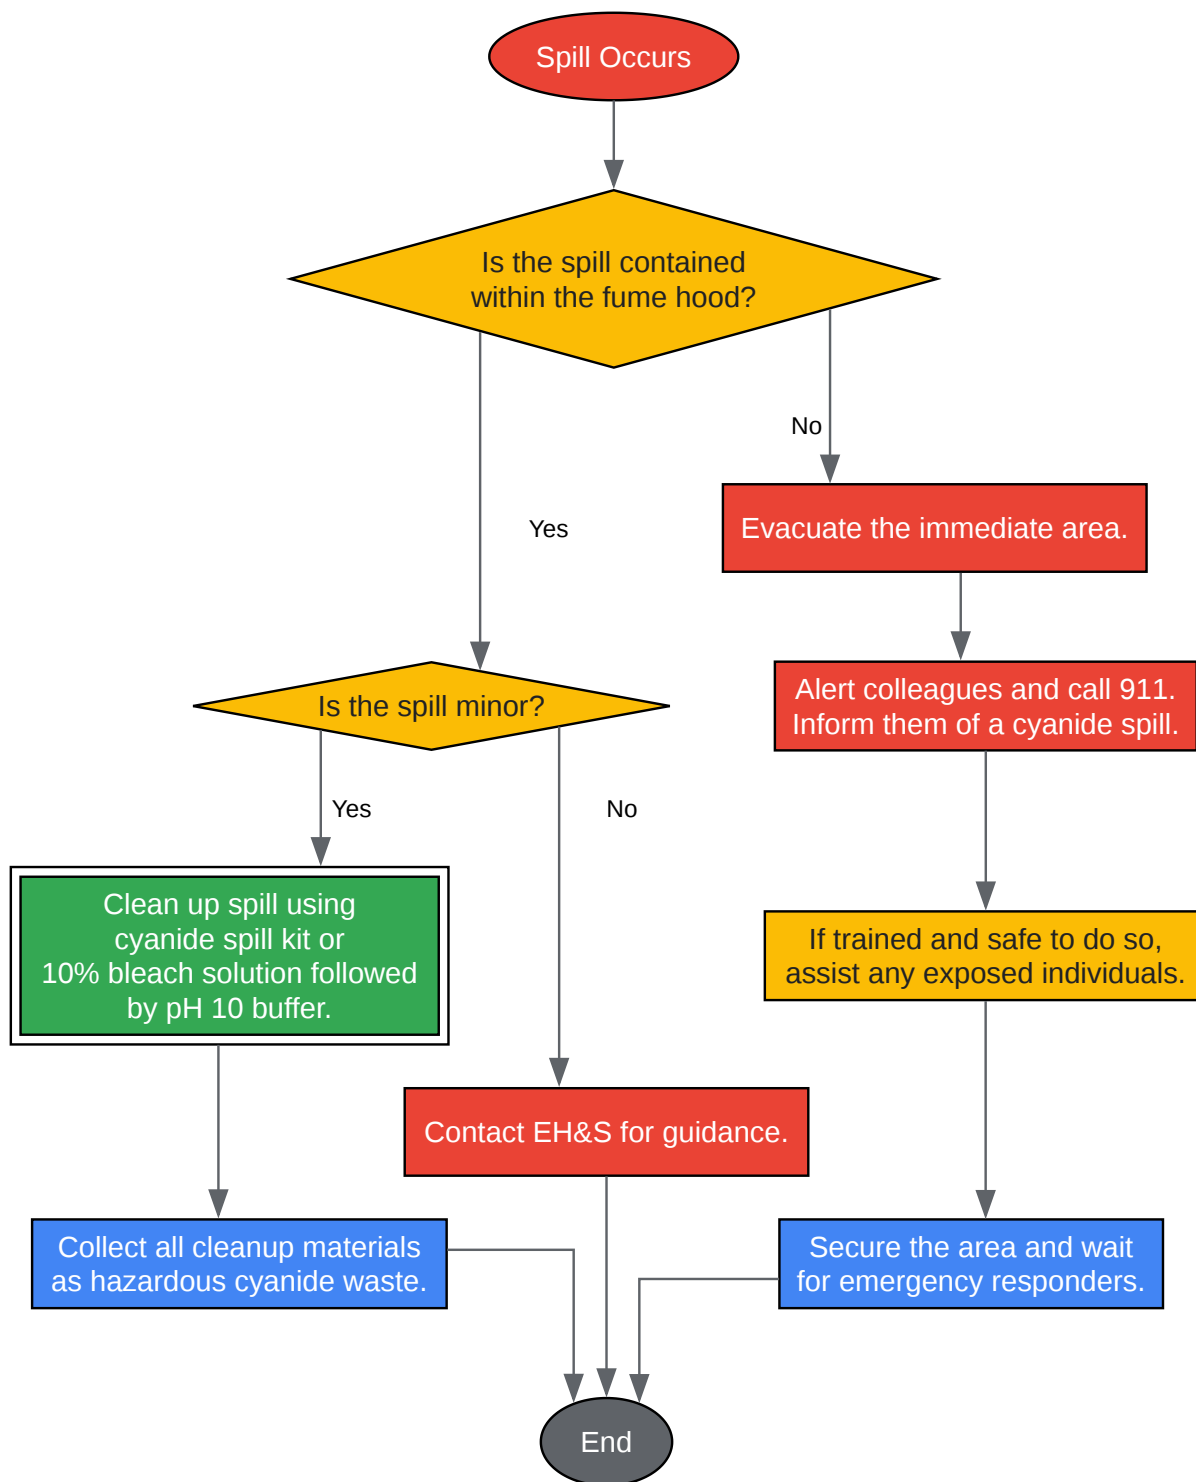 Spill Occurs
Is the spill contained
within the fume hood?
No
Yes
Evacuate the immediate area.
Alert colleagues and call 911.
Inform them of a cyanide spill.
Is the spill minor?
Yes
No
Clean up spill using
cyanide spill kit or
10% bleach solution followed
by pH 10 buffer.
If trained and safe to do so,
assist any exposed individuals.
Contact EH&S for guidance.
Collect all cleanup materials
as hazardous cyanide waste.
Secure the area and wait
for emergency responders.
End